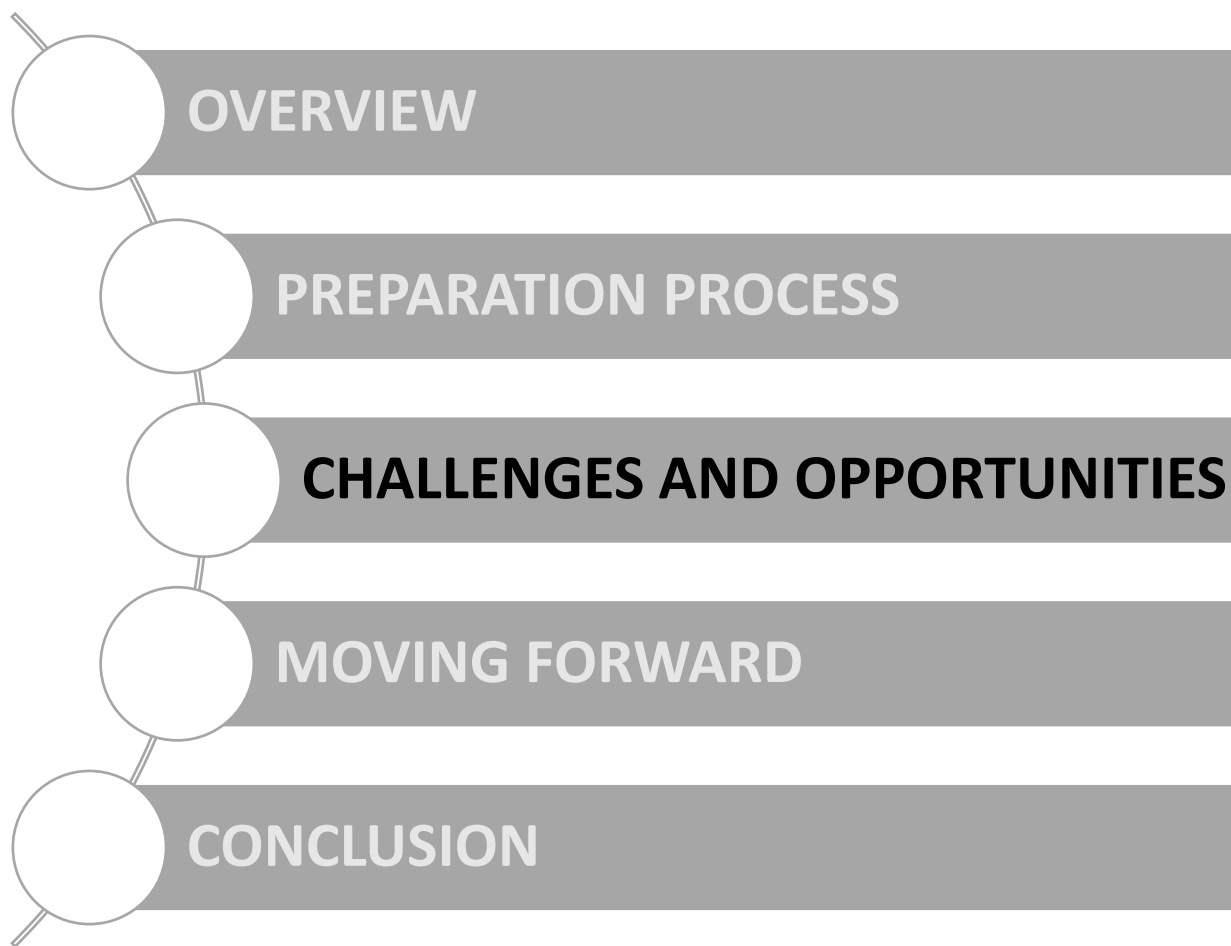 OVERVIEW
PREPARATION PROCESS
CHALLENGES AND OPPORTUNITIES
MOVING FORWARD
CONCLUSION